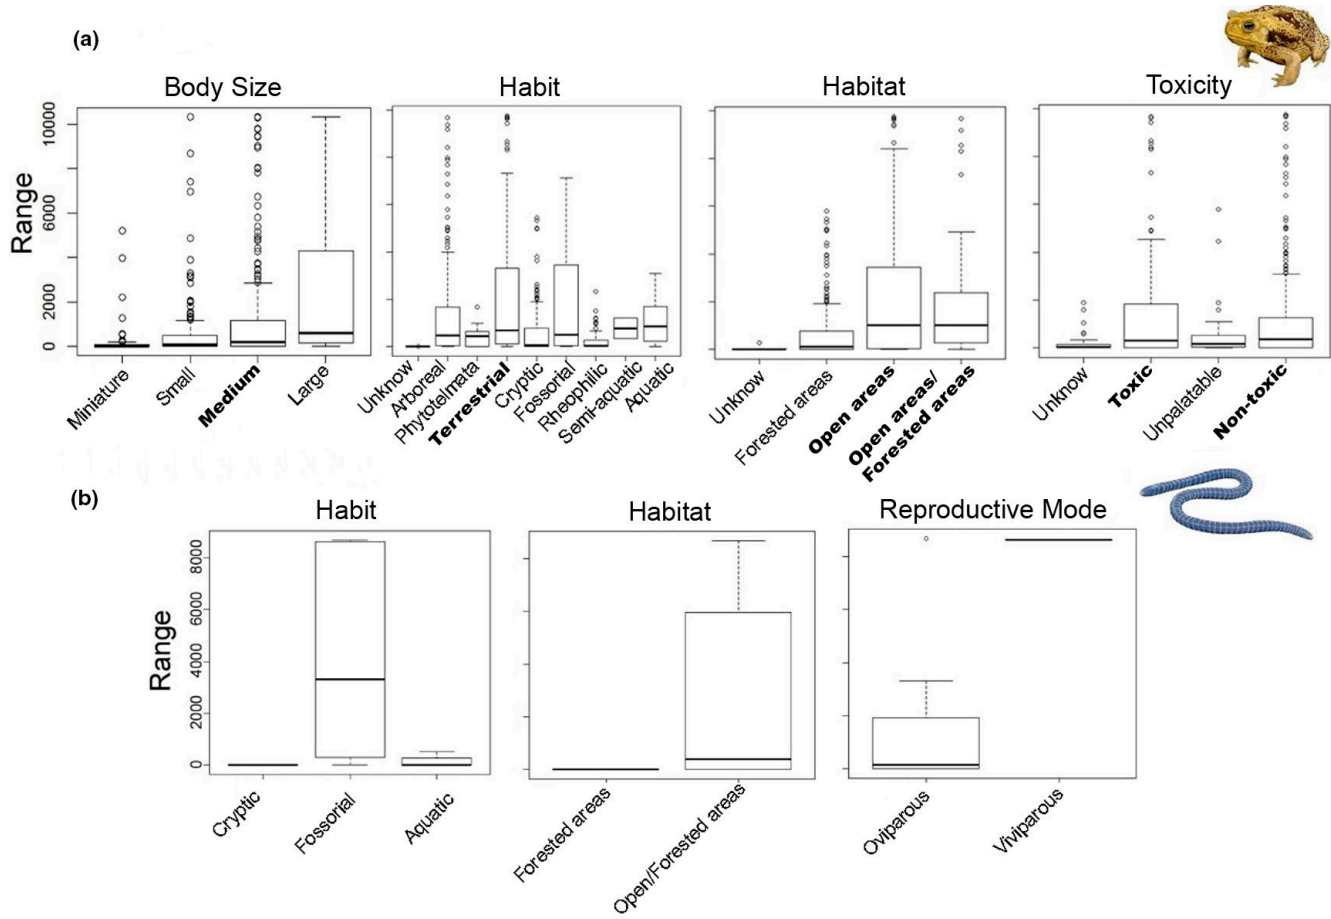 (a)
Body Size
Habit
Habitat
Toxicity
Range
0
2000
6000
10000
Miniature
Small
Medium
Large
Unknow
Arboreal
Phytotelmata
Terrestrial
Cryptic
Fossorial
Rheophilic
Semi-aquatic
Aquatic
Unknow
Forested areas
Open areas
Open areas/
Forested areas
Unknow
Toxic
Unpalatable
Non-toxic
(b)
Habit
Habitat
Reproductive Mode
Range
0
2000
4000
6000
8000
Cryptic
Fossorial
Aquatic
Forested areas
Open/Forested areas
Oviparous
Viviparous